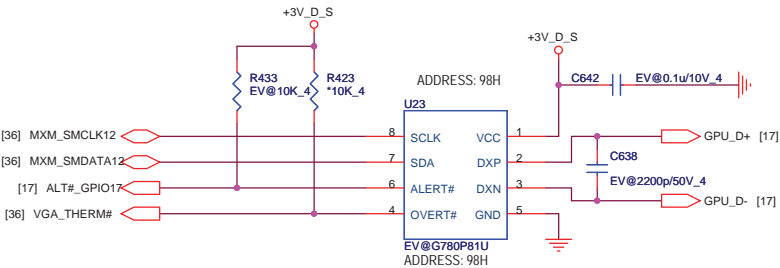 +3V_D_S
+3V_D_S
R433
EV@10K_4
R423
*10K_4
ADDRESS: 98H
C642
EV@0.1u/10V_4
U23
[36] MXM_SMCLK12
8
SCLK
VCC
1
GPU_D+ [17]
[36] MXM_SMDATA12
7
SDA
DXP
2
C638
EV@2200p/50V_4
[17] ALT#_GPIO17
6
ALERT#
DXN
3
GPU_D- [17]
[36] VGA_THERM#
4
OVERT#
GND
5
EV@G780P81U
ADDRESS: 98H